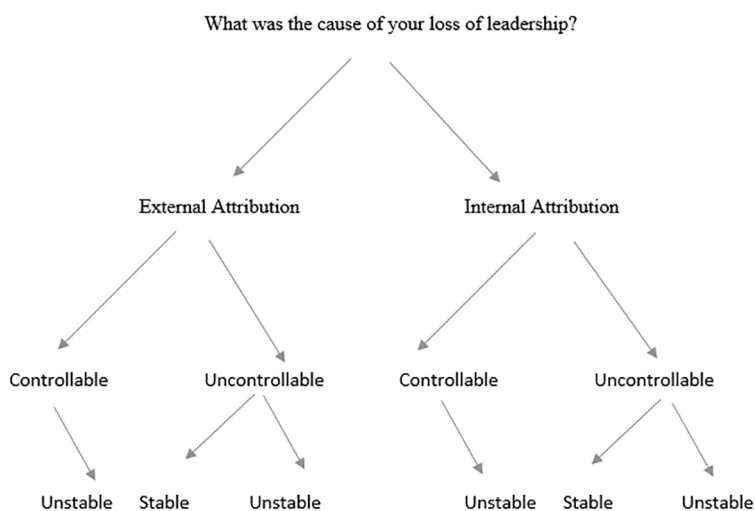 What was the cause of your loss of leadership?
External Attribution
Internal Attribution
Controllable
Uncontrollable
Controllable
Uncontrollable
Unstable
Stable
Unstable
Unstable
Stable
Unstable